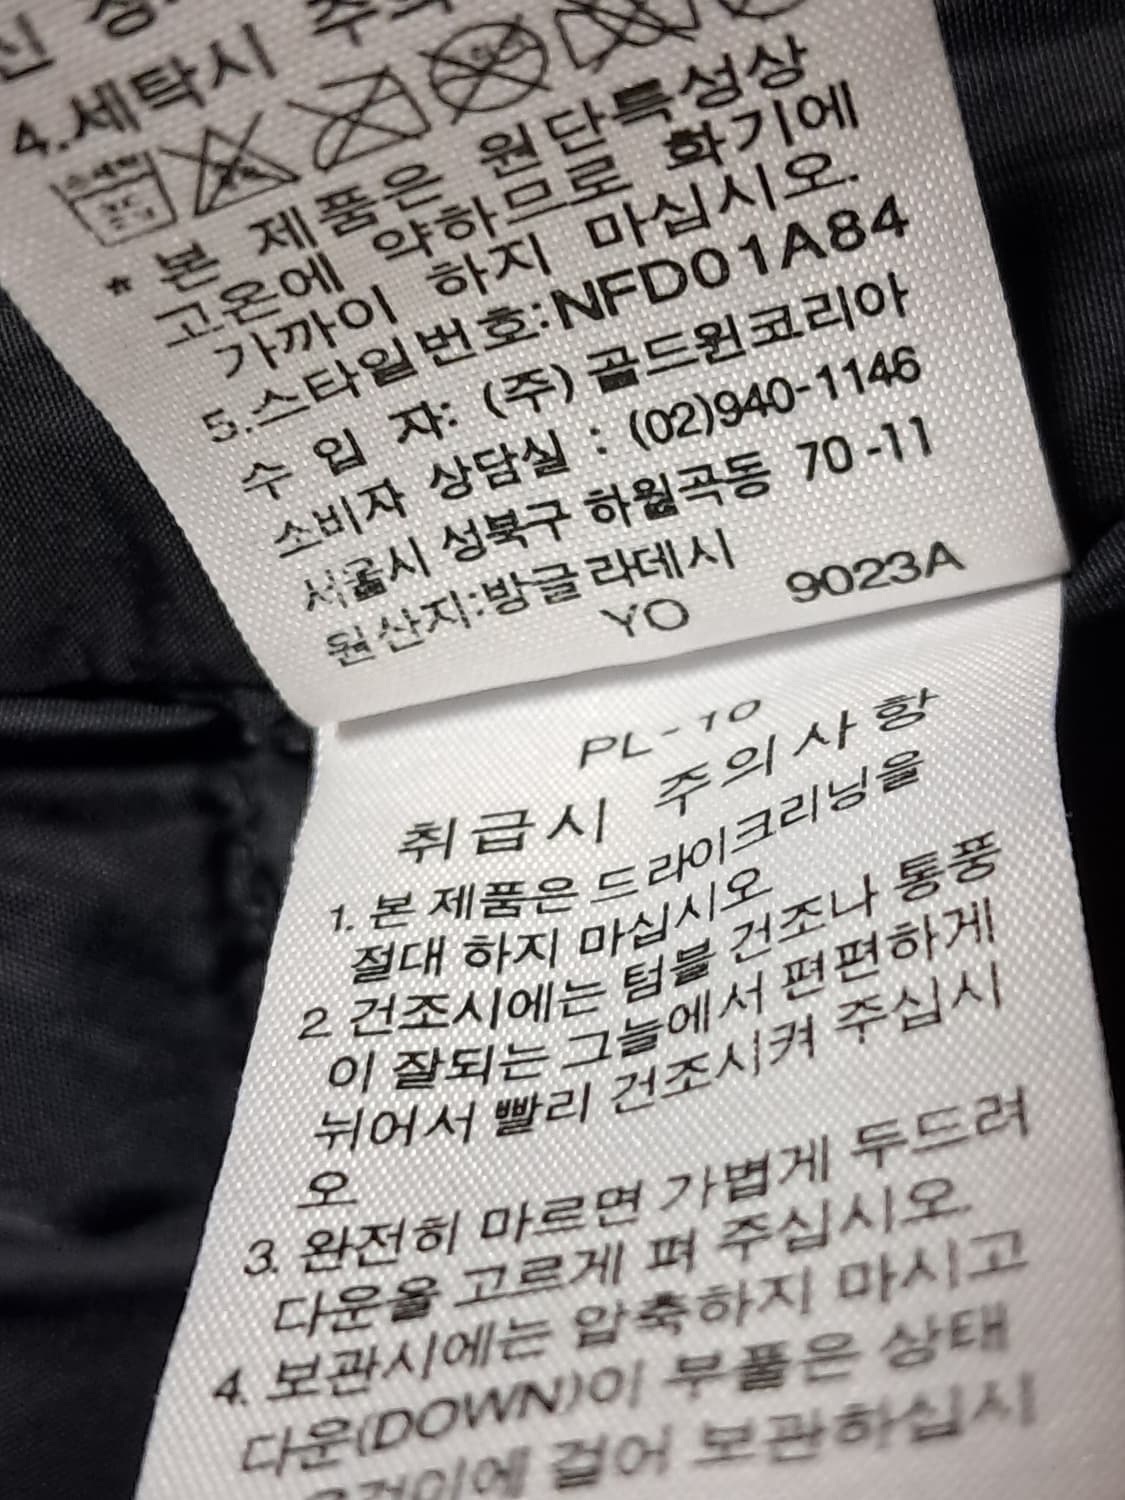 4.세탁시 주의
* 본 제품은 원단특성상
고온에 약하므로 화기에
가까이 하지 마십시오.
5.스타일번호:NFD01A84
수 입 자: (주) 골드윈코리아
소비자 상담실 : (02)940-1146
서울시 성북구 하월곡동 70-11
원산지:방글라데시
YO 9023A
PL-10
취급시 주의사항
1. 본 제품은 드라이크리닝을
절대 하지 마십시오
2 건조시에는 텀블 건조나 통풍
이 잘되는 그늘에서 편편하게
뉘어서 빨리 건조시켜 주십시
오
3. 완전히 마르면 가볍게 두드려
다운을 고르게 펴 주십시오.
4. 보관시에는 압축하지 마시고
다운(DOWN)이 부풀은 상태
걸어 보관하십시